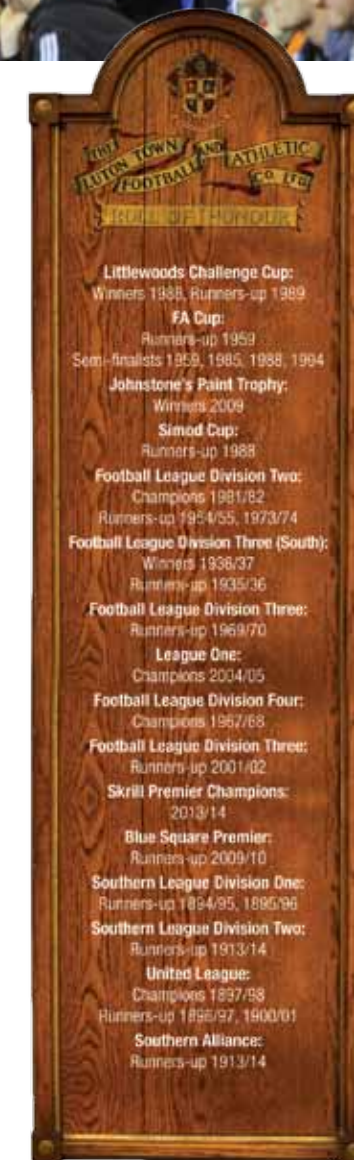 THE
LUTON TOWN
FOOTBALL
AND
ATHLETIC
CO. LTD
ROLL OF HONOUR
Littlewoods Challenge Cup:
Winners 1988, Runners-up 1989
FA Cup:
Runners-up 1959
Semi-finalists 1959, 1985, 1988, 1994
Johnstone's Paint Trophy:
Winners 2009
Simod Cup:
Runners-up 1988
Football League Division Two:
Champions 1981/82
Runners-up 1954/55, 1973/74
Football League Division Three (South):
Winners 1936/37
Runners-up 1935/36
Football League Division Three:
Runners-up 1969/70
League One:
Champions 2004/05
Football League Division Four:
Champions 1967/68
Football League Division Three:
Runners-up 2001/02
Skrill Premier Champions:
2013/14
Blue Square Premier:
Runners-up 2009/10
Southern League Division One:
Runners-up 1894/95, 1895/96
Southern League Division Two:
Runners-up 1913/14
United League:
Champions 1897/98
Runners-up 1896/97, 1900/01
Southern Alliance:
Runners-up 1913/14